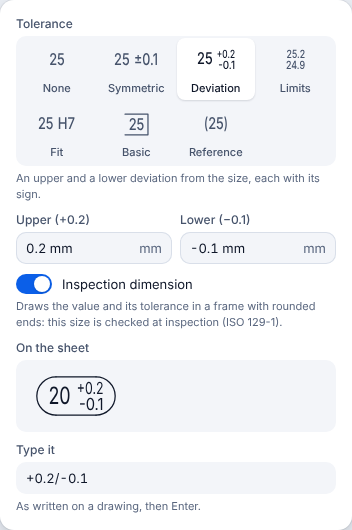 Tolerance
25 25 ±0.1 25 +0.2 -0.1 25.2 24.9
None Symmetric Deviation Limits
25 H7 25 (25)
Fit Basic Reference
An upper and a lower deviation from the size, each with its
sign.
Upper (+0.2) Lower (−0.1)
0.2 mm mm -0.1 mm mm
Inspection dimension
Draws the value and its tolerance in a frame with rounded
ends: this size is checked at inspection (ISO 129-1).
On the sheet
20 +0.2 -0.1
Type it
+0.2/-0.1
As written on a drawing, then Enter.